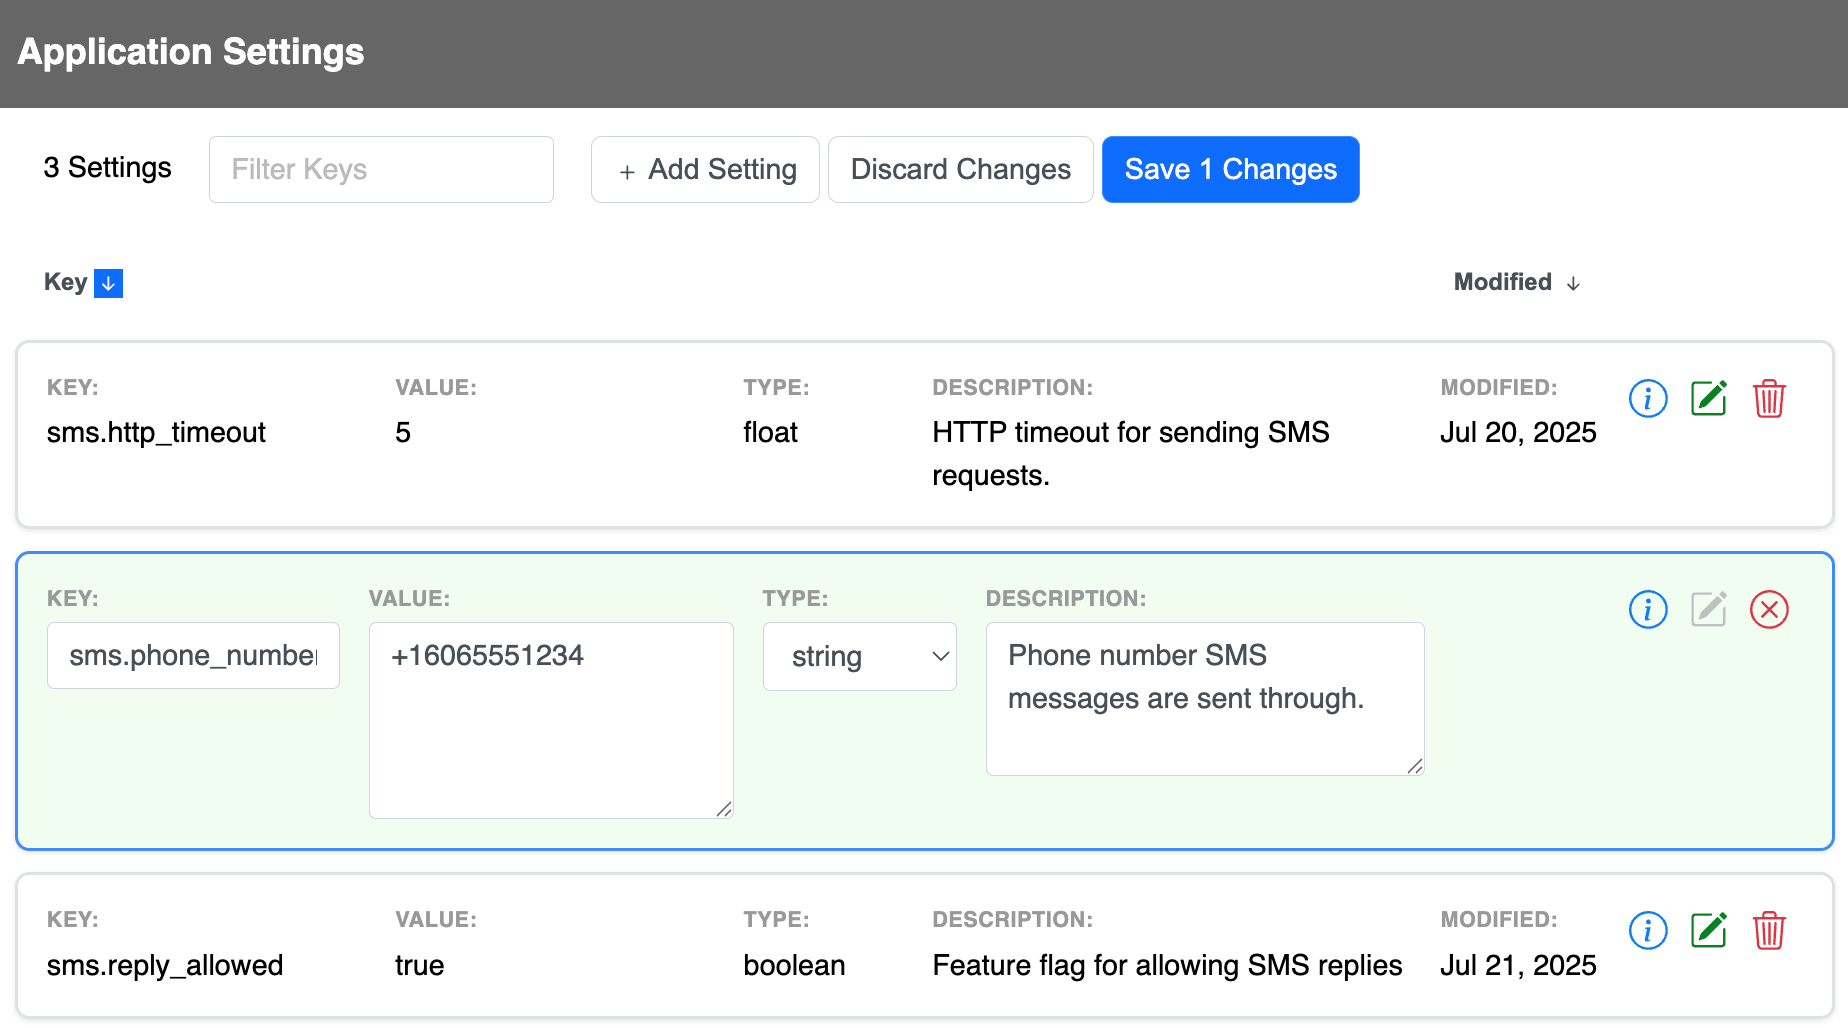 Application Settings
3 Settings
Filter Keys
+ Add Setting
Discard Changes
Save 1 Changes
Key ↓
Modified ↓
KEY:
VALUE:
TYPE:
DESCRIPTION:
MODIFIED:
sms.http_timeout
5
float
HTTP timeout for sending SMS
requests.
Jul 20, 2025
KEY:
VALUE:
TYPE:
DESCRIPTION:
sms.phone_number
+16065551234
string
Phone number SMS
messages are sent through.
KEY:
VALUE:
TYPE:
DESCRIPTION:
MODIFIED:
sms.reply_allowed
true
boolean
Feature flag for allowing SMS replies
Jul 21, 2025